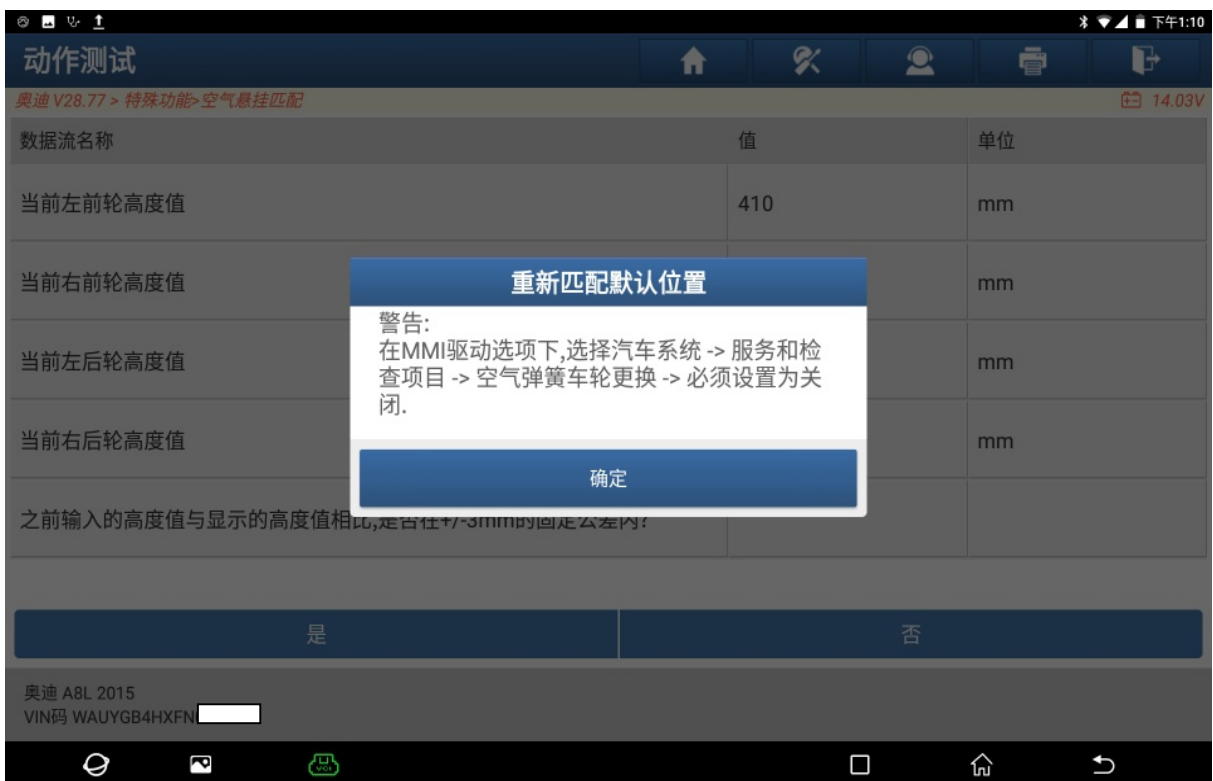 下午1:10
动作测试
奥迪 V28.77 > 特殊功能>空气悬挂匹配
14.03V
数据流名称 值 单位
当前左前轮高度值 410 mm
当前右前轮高度值 mm
重新匹配默认位置
警告:
在MMI驱动选项下,选择汽车系统 -> 服务和检
查项目 -> 空气弹簧车轮更换 -> 必须设置为关
闭.
当前左后轮高度值 mm
当前右后轮高度值 mm
确定
之前输入的高度值与显示的高度值相比,是否在+/-3mm的固定公差内?
是 否
奥迪 A8L 2015
VIN码 WAUYGB4HXFN
VCI